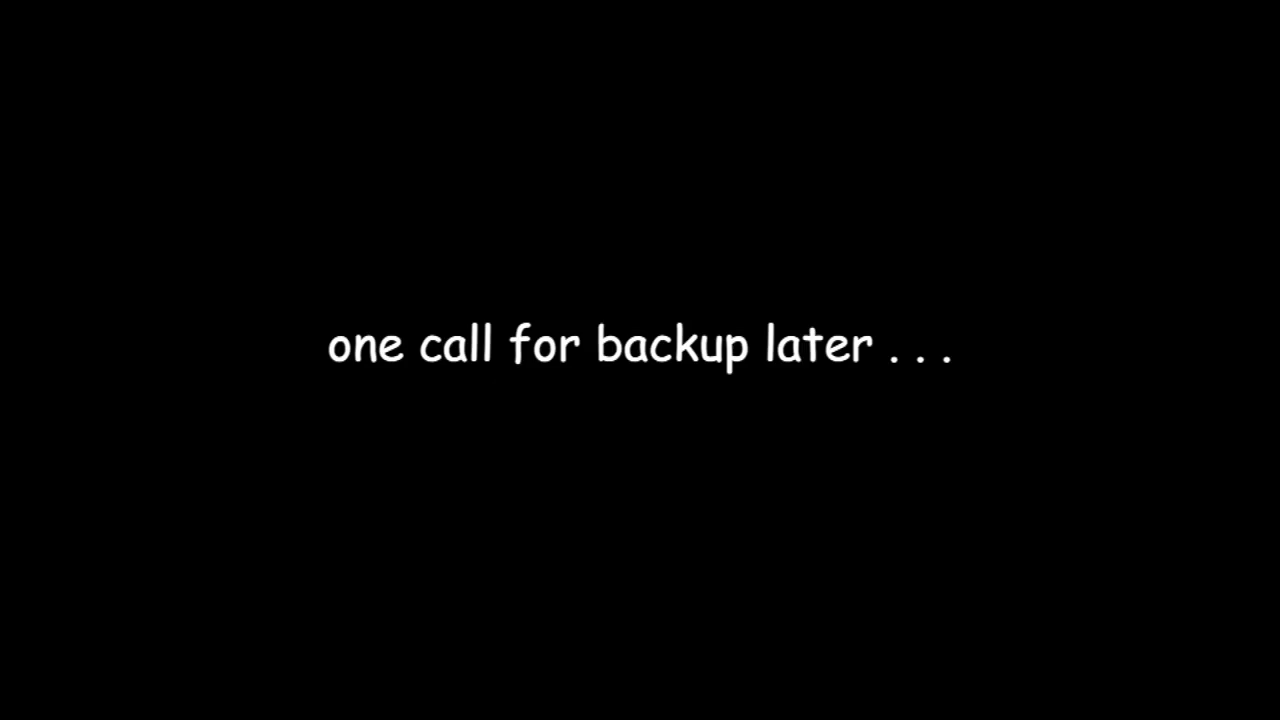 one call for backup later . . .